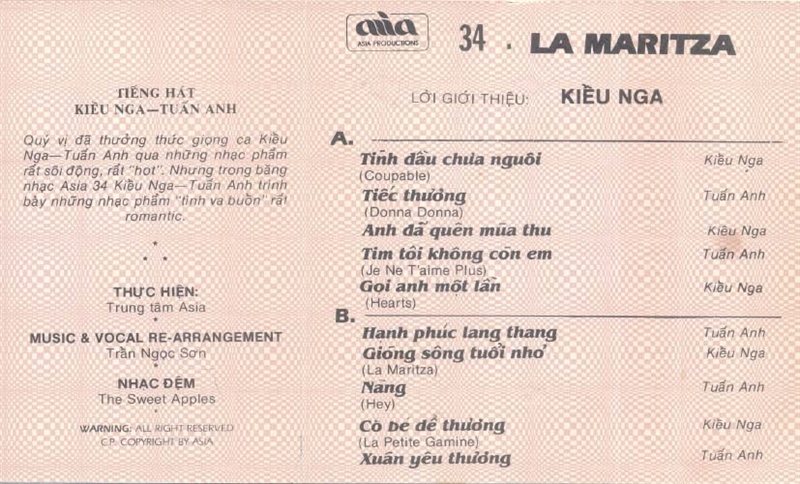 asia
ASIA PRODUCTIONS
34 . LA MARITZA
TIẾNG HÁT
KIỀU NGA—TUẤN ANH
Quý vị đã thưởng thức giọng ca Kiều
Nga—Tuấn Anh qua những nhạc phẩm
rất sôi động, rất "hot". Nhưng trong băng
nhạc Asia 34 Kiều Nga—Tuấn Anh trình
bày những nhạc phẩm "tình va buồn" rất
romantic.
THỰC HIỆN:
Trung tâm Asia
MUSIC & VOCAL RE-ARRANGEMENT
Trần Ngọc Sơn
NHẠC ĐỆM
The Sweet Apples
WARNING: ALL RIGHT RESERVED
C.P. COPYRIGHT BY ASIA
LỜI GIỚI THIỆU: KIỀU NGA
A.
Tình đầu chưa nguôi Kiều Nga
(Coupable)
Tiếc thương Tuấn Anh
(Donna Donna)
Anh đã quên mùa thu Kiều Nga
Tim tôi không còn em Tuấn Anh
(Je Ne T'aime Plus)
Gọi anh một lần Kiều Nga
(Hearts)
B.
Hanh phúc lang thang Tuấn Anh
Giòng sông tuổi nhỏ Kiều Nga
(La Maritza)
Nàng Tuấn Anh
(Hey)
Cô bé dễ thương Kiều Nga
(La Petite Gamine)
Xuân yêu thương Tuấn Anh